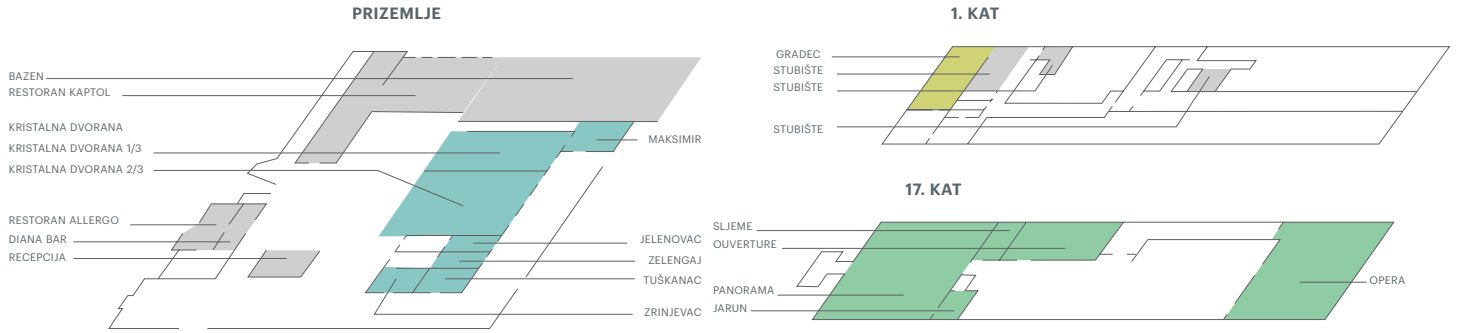 PRIZEMLJE
BAZEN
RESTORAN KAPTOL
KRISTALNA DVORANA
KRISTALNA DVORANA 1/3
KRISTALNA DVORANA 2/3
RESTORAN ALLERGO
DIANA BAR
RECEPCIJA
MAKSIMIR
JELENOVAC
ZELENGAJ
TUŠKANAC
ZRINJEVAC
1. KAT
GRADEC
STUBIŠTE
STUBIŠTE
STUBIŠTE
17. KAT
SLJEME
OUVERTURE
PANORAMA
JARUN
OPERA